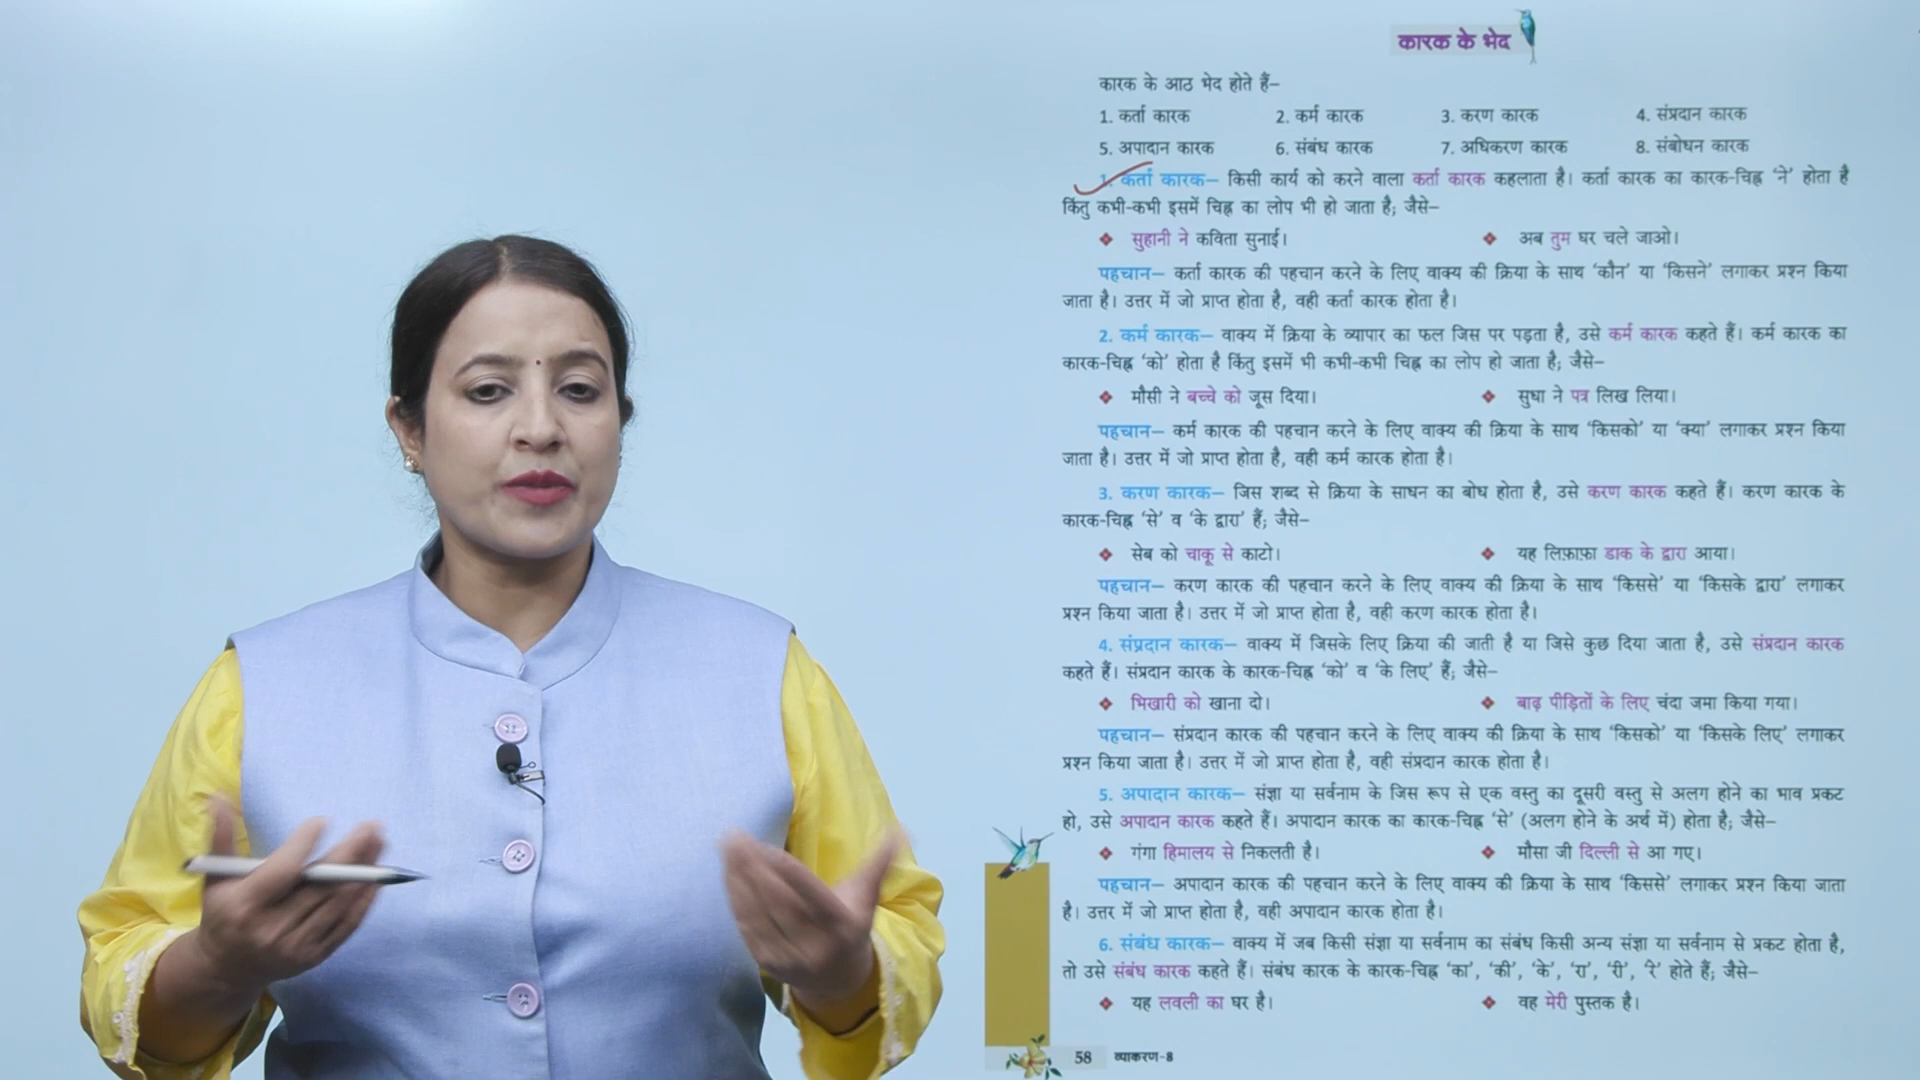 कारक के भेद
कारक के आठ भेद होते हैं–
1. कर्ता कारक 2. कर्म कारक 3. करण कारक 4. संप्रदान कारक
5. अपादान कारक 6. संबंध कारक 7. अधिकरण कारक 8. संबोधन कारक
1. कर्ता कारक– किसी कार्य को करने वाला कर्ता कारक कहलाता है। कर्ता कारक का कारक-चिह्न ‘ने’ होता है
किंतु कभी-कभी इसमें चिह्न का लोप भी हो जाता है; जैसे–
❖ सुहानी ने कविता सुनाई। ❖ अब तुम घर चले जाओ।
पहचान– कर्ता कारक की पहचान करने के लिए वाक्य की क्रिया के साथ ‘कौन’ या ‘किसने’ लगाकर प्रश्न किया
जाता है। उत्तर में जो प्राप्त होता है, वही कर्ता कारक होता है।
2. कर्म कारक– वाक्य में क्रिया के व्यापार का फल जिस पर पड़ता है, उसे कर्म कारक कहते हैं। कर्म कारक का
कारक-चिह्न ‘को’ होता है किंतु इसमें भी कभी-कभी चिह्न का लोप हो जाता है; जैसे–
❖ मौसी ने बच्चे को जूस दिया। ❖ सुधा ने पत्र लिख लिया।
पहचान– कर्म कारक की पहचान करने के लिए वाक्य की क्रिया के साथ ‘किसको’ या ‘क्या’ लगाकर प्रश्न किया
जाता है। उत्तर में जो प्राप्त होता है, वही कर्म कारक होता है।
3. करण कारक– जिस शब्द से क्रिया के साधन का बोध होता है, उसे करण कारक कहते हैं। करण कारक के
कारक-चिह्न ‘से’ व ‘के द्वारा’ हैं; जैसे–
❖ सेब को चाकू से काटो। ❖ यह लिफ़ाफ़ा डाक के द्वारा आया।
पहचान– करण कारक की पहचान करने के लिए वाक्य की क्रिया के साथ ‘किससे’ या ‘किसके द्वारा’ लगाकर
प्रश्न किया जाता है। उत्तर में जो प्राप्त होता है, वही करण कारक होता है।
4. संप्रदान कारक– वाक्य में जिसके लिए क्रिया की जाती है या जिसे कुछ दिया जाता है, उसे संप्रदान कारक
कहते हैं। संप्रदान कारक के कारक-चिह्न ‘को’ व ‘के लिए’ हैं; जैसे–
❖ भिखारी को खाना दो। ❖ बाढ़ पीड़ितों के लिए चंदा जमा किया गया।
पहचान– संप्रदान कारक की पहचान करने के लिए वाक्य की क्रिया के साथ ‘किसको’ या ‘किसके लिए’ लगाकर
प्रश्न किया जाता है। उत्तर में जो प्राप्त होता है, वही संप्रदान कारक होता है।
5. अपादान कारक– संज्ञा या सर्वनाम के जिस रूप से एक वस्तु का दूसरी वस्तु से अलग होने का भाव प्रकट
हो, उसे अपादान कारक कहते हैं। अपादान कारक का कारक-चिह्न ‘से’ (अलग होने के अर्थ में) होता है; जैसे–
❖ गंगा हिमालय से निकलती है। ❖ मौसा जी दिल्ली से आ गए।
पहचान– अपादान कारक की पहचान करने के लिए वाक्य की क्रिया के साथ ‘किससे’ लगाकर प्रश्न किया जाता
है। उत्तर में जो प्राप्त होता है, वही अपादान कारक होता है।
6. संबंध कारक– वाक्य में जब किसी संज्ञा या सर्वनाम का संबंध किसी अन्य संज्ञा या सर्वनाम से प्रकट होता है,
तो उसे संबंध कारक कहते हैं। संबंध कारक के कारक-चिह्न ‘का’, ‘की’, ‘के’, ‘रा’, ‘री’, ‘रे’ होते हैं; जैसे–
❖ यह लवली का घर है। ❖ वह मेरी पुस्तक है।
58 व्याकरण-8